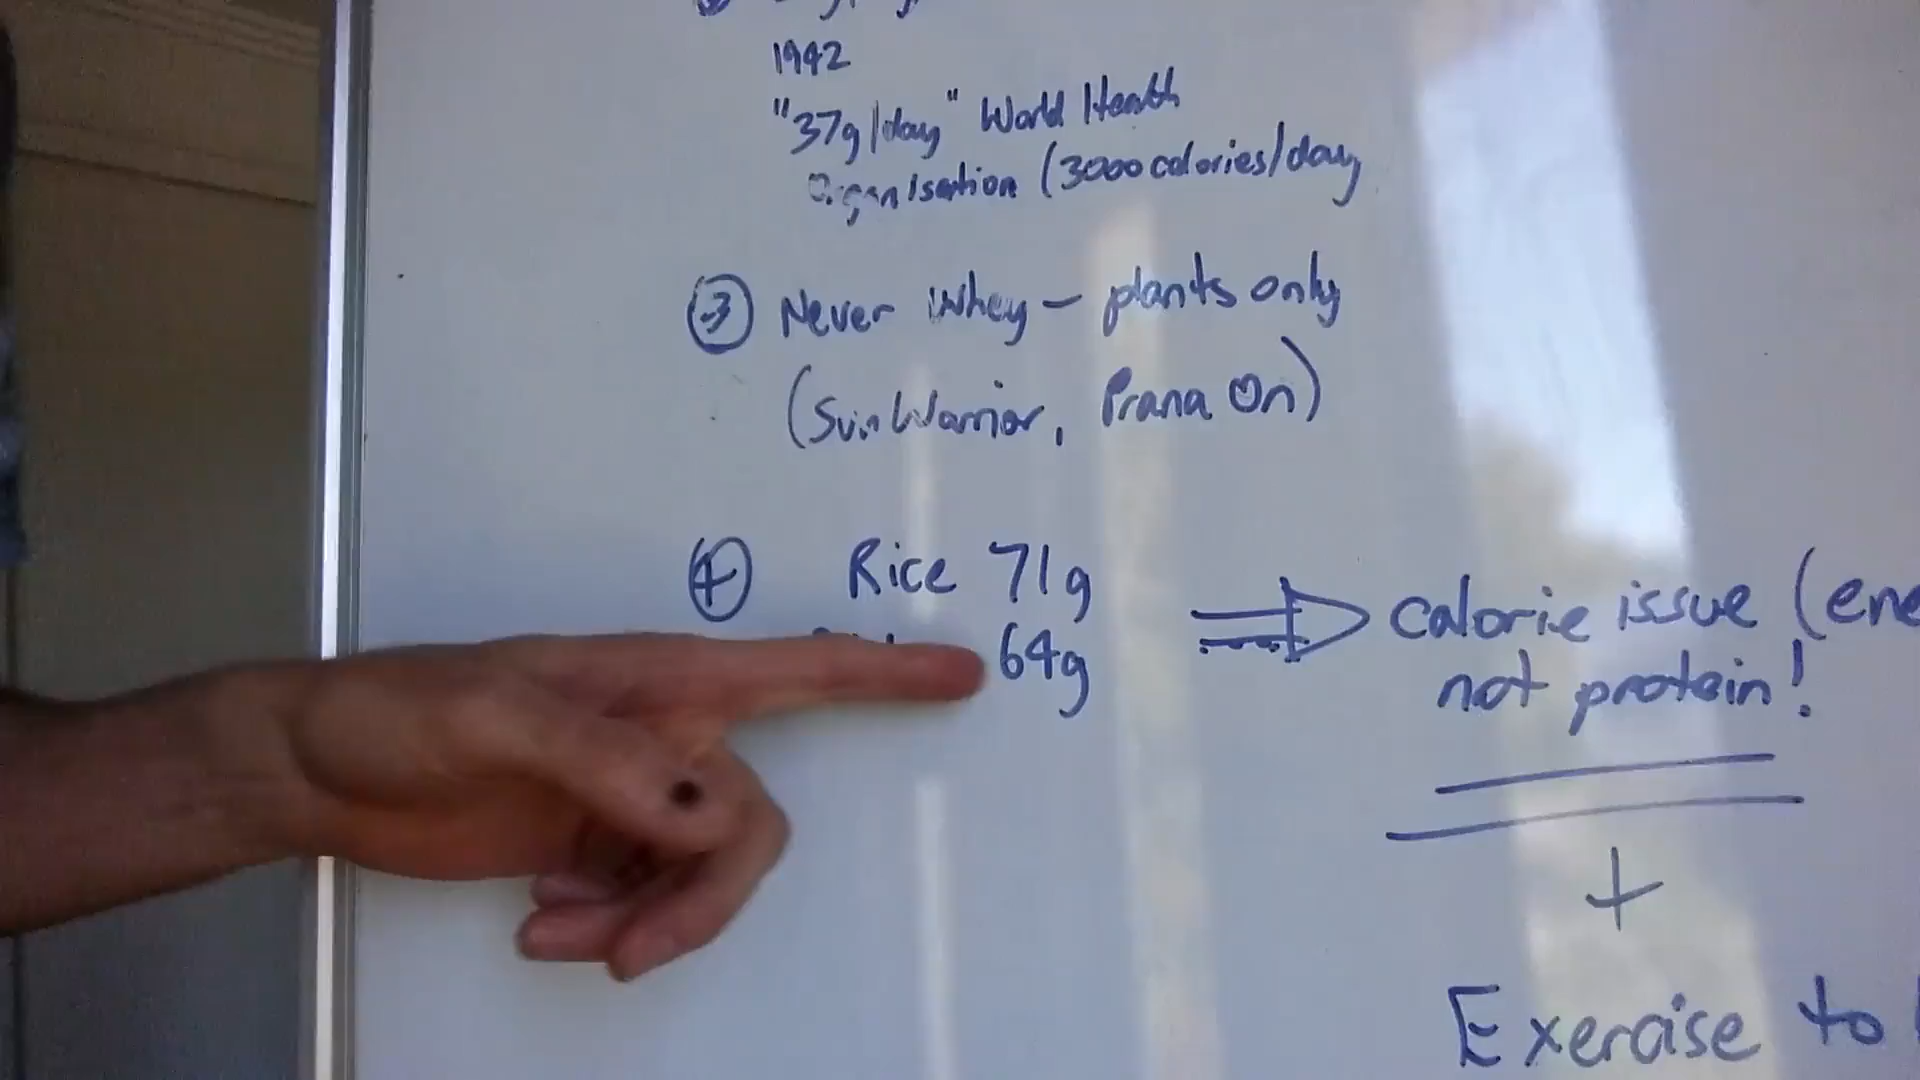 1942
"37g/day" World Health
Organisation (3000 calories/day
③ Never Whey – plants only
(SunWarrior, Prana On)
④ Rice 71g
64g
⇒ calorie issue (ene
not protein!
+
Exercise to